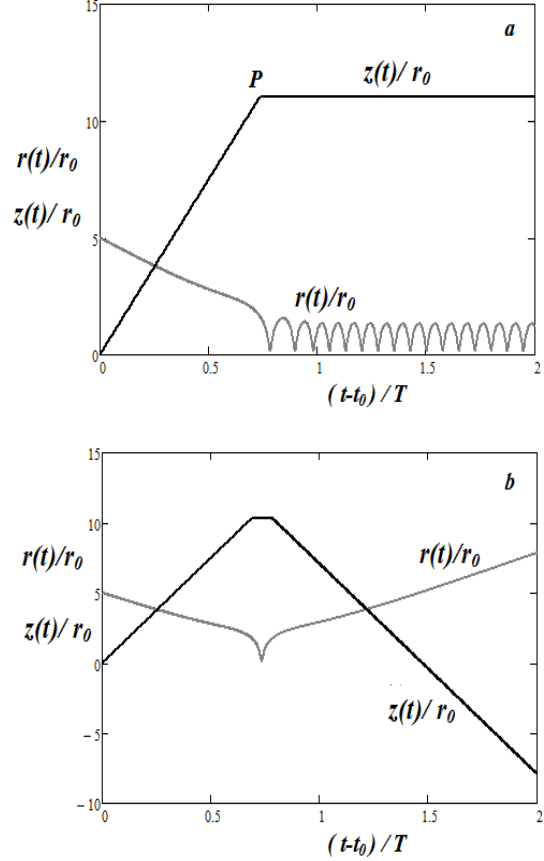 15
a
P
z(t)/ r0
10
r(t)/r0
z(t)/ r0
5
r(t)/r0
0
0 0.5 1 1.5 2
( t-t0) / T
15
b
10
r(t)/r0
r(t)/r0
5
z(t)/ r0
0
z(t)/ r0
−5
−10
0 0.5 1 1.5 2
( t-t0) / T